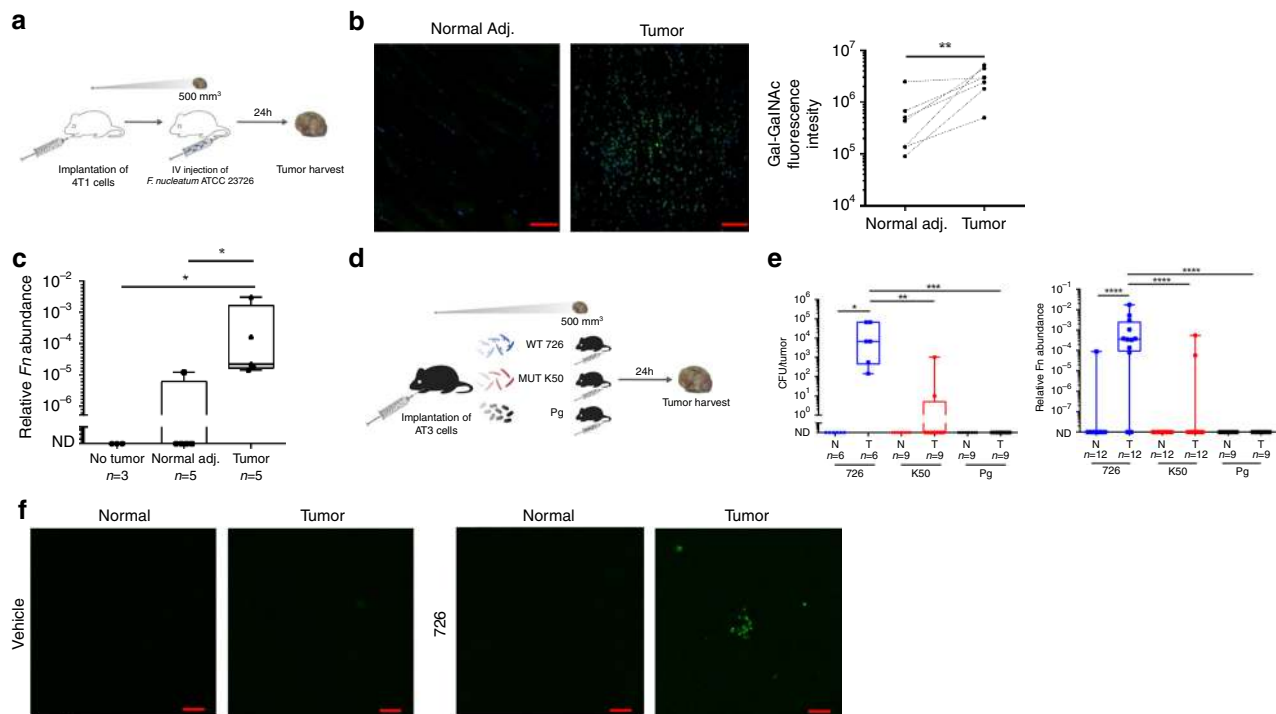 a
500 mm³
24h
Implantation of
4T1 cells
IV injection of
F. nucleatum ATCC 23726
Tumor harvest
b
Normal Adj.
Tumor
**
Gal-GalNAc
fluorescence
intesity
10⁷
10⁶
10⁵
10⁴
Normal adj.
Tumor
c
*
*
Relative Fn abundance
10⁻²
10⁻³
10⁻⁴
10⁻⁵
10⁻⁶
ND
No tumor
Normal adj.
Tumor
n=3
n=5
n=5
d
500 mm³
WT 726
MUT K50
Pg
24h
Implantation of
AT3 cells
Tumor harvest
e
***
**
*
CFU/tumor
10⁶
10⁵
10⁴
10³
10²
10¹
10⁰
ND
N T N T N T
n=6 n=6 n=9 n=9 n=9 n=9
726 K50 Pg
****
****
****
Relative Fn abundance
10⁻¹
10⁻²
10⁻³
10⁻⁴
10⁻⁵
10⁻⁶
10⁻⁷
ND
N T N T N T
n=12 n=12 n=12 n=12 n=9 n=9
726 K50 Pg
f
Normal
Tumor
Normal
Tumor
Vehicle
726